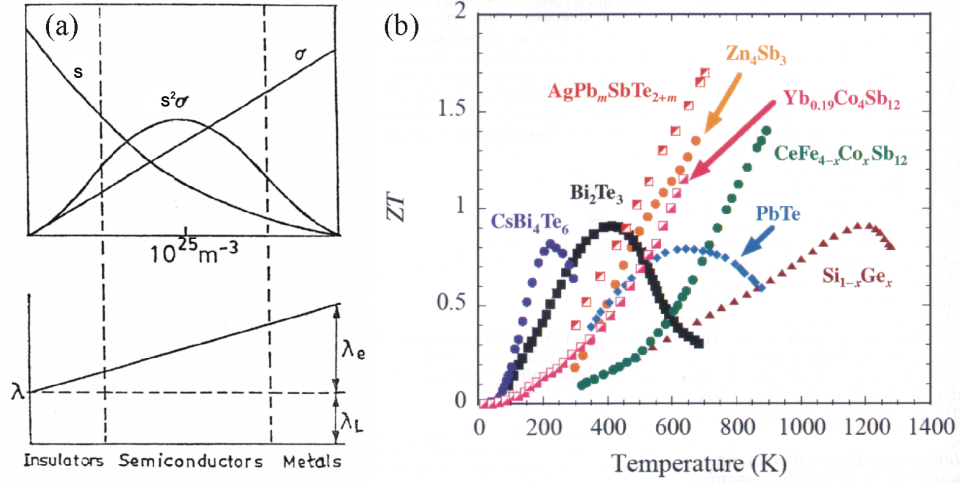 (a)
s
σ
s²σ
10²⁵m⁻³
λ
λe
λL
Insulators Semiconductors Metals
(b)
ZT
2
1.5
1
0.5
0
0 200 400 600 800 1000 1200 1400
Temperature (K)
Zn₄Sb₃
AgPbₘSbTe₂₊ₘ
Yb₀.₁₉Co₄Sb₁₂
CeFe₄₋ₓCoₓSb₁₂
Bi₂Te₃
CsBi₄Te₆
PbTe
Si₁₋ₓGeₓ